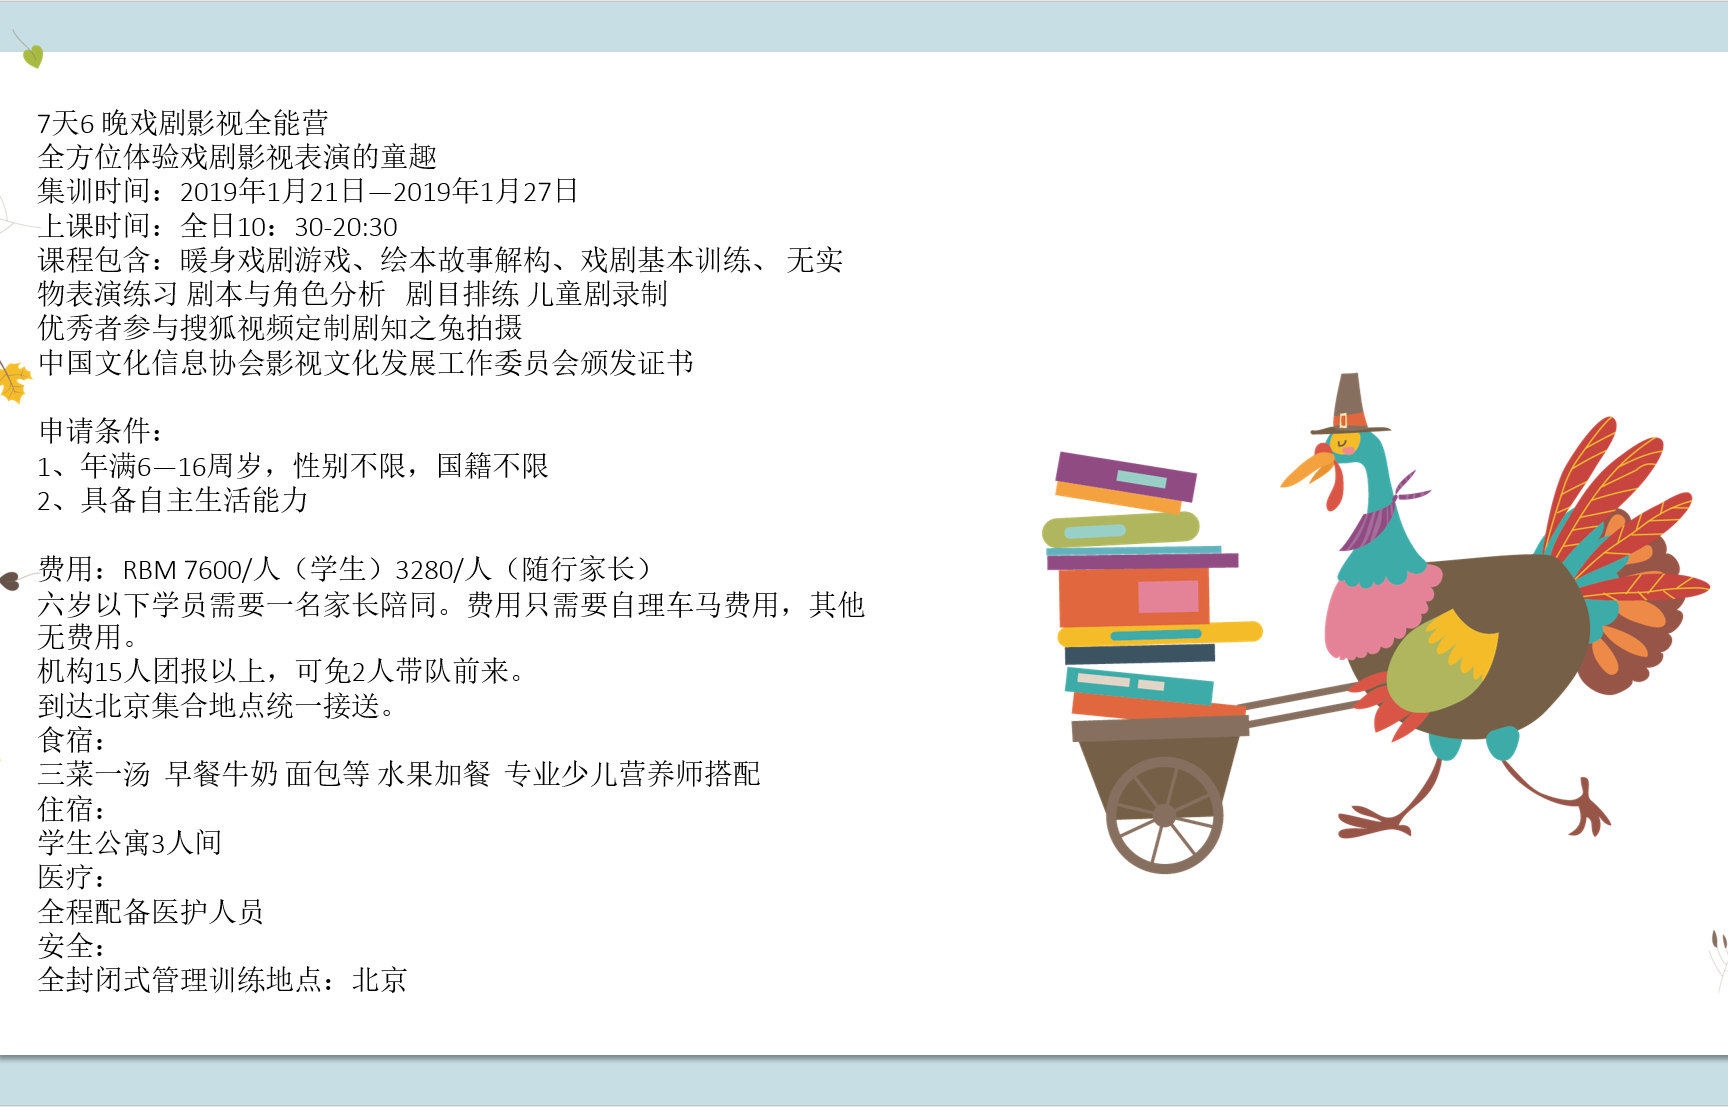 7天6 晚戏剧影视全能营
全方位体验戏剧影视表演的童趣
集训时间：2019年1月21日—2019年1月27日
上课时间：全日10：30-20:30
课程包含：暖身戏剧游戏、绘本故事解构、戏剧基本训练、 无实
物表演练习 剧本与角色分析   剧目排练 儿童剧录制
优秀者参与搜狐视频定制剧知之兔拍摄
中国文化信息协会影视文化发展工作委员会颁发证书
申请条件：
1、年满6—16周岁，性别不限，国籍不限
2、具备自主生活能力
费用：RBM 7600/人（学生）3280/人（随行家长）
六岁以下学员需要一名家长陪同。费用只需要自理车马费用，其他
无费用。
机构15人团报以上，可免2人带队前来。
到达北京集合地点统一接送。
食宿：
三菜一汤  早餐牛奶 面包等 水果加餐  专业少儿营养师搭配
住宿：
学生公寓3人间
医疗：
全程配备医护人员
安全：
全封闭式管理训练地点：北京